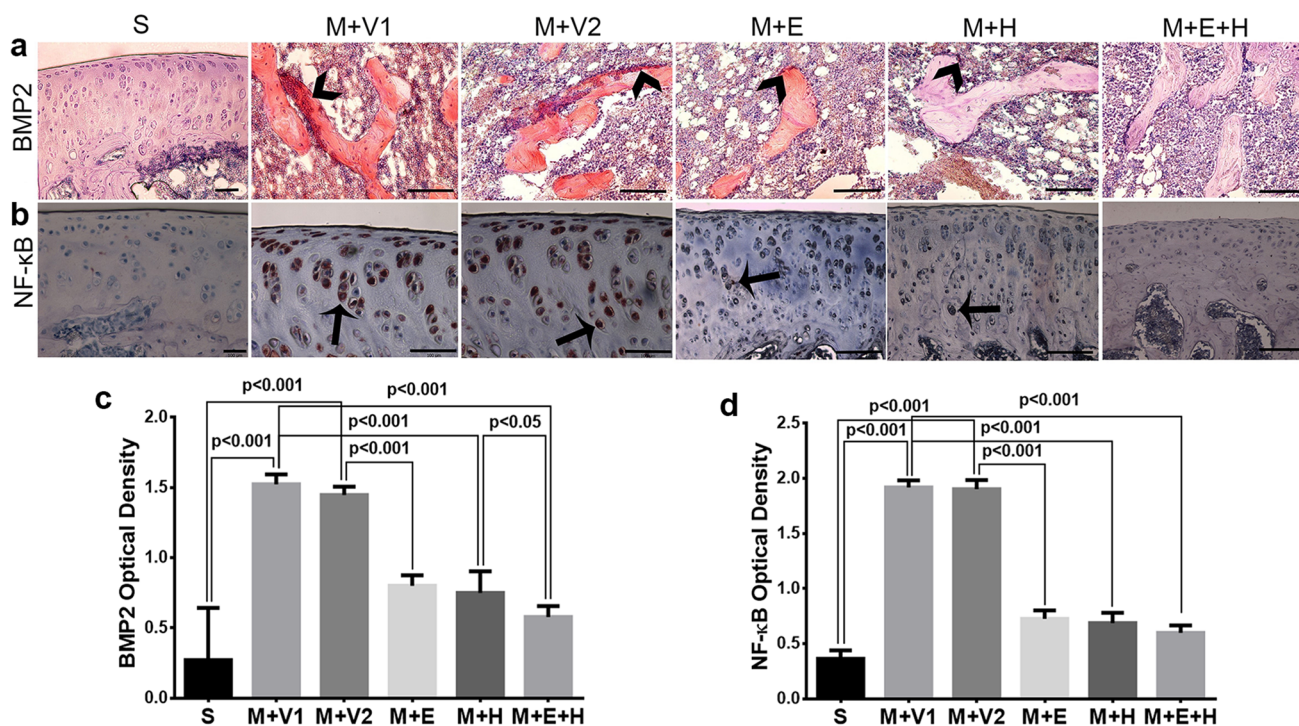 S M+V1 M+V2 M+E M+H M+E+H
a
BMP2
b
NF-κB
c
p<0.001
p<0.001
p<0.001
p<0.05
p<0.001
p<0.001
BMP2 Optical Density
2.0
1.5
1.0
0.5
0.0
S M+V1 M+V2 M+E M+H M+E+H
d
p<0.001
p<0.001
p<0.001
p<0.001
p<0.001
NF-κB Optical Density
2.5
2.0
1.5
1.0
0.5
0.0
S M+V1 M+V2 M+E M+H M+E+H